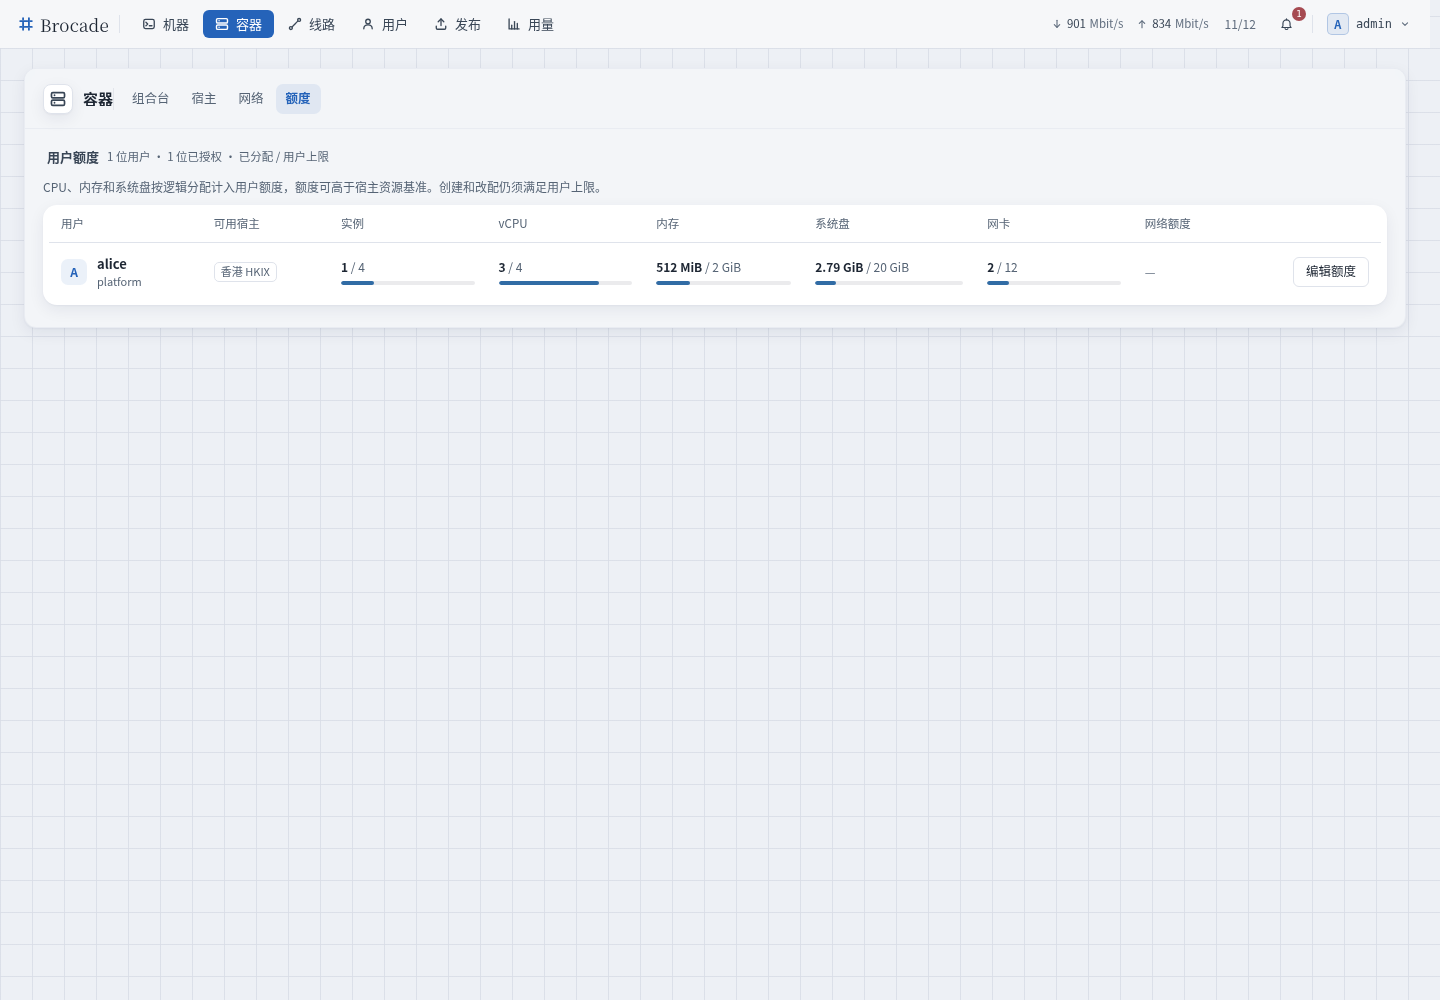 Brocade 机器 容器 线路 用户 发布 用量 ↓ 901 Mbit/s ↑ 834 Mbit/s 11/12 1 A admin
容器 组合台 宿主 网络 额度
用户额度 1 位用户 · 1 位已授权 · 已分配 / 用户上限
CPU、内存和系统盘按逻辑分配计入用户额度，额度可高于宿主资源基准。创建和改配仍须满足用户上限。
用户 可用宿主 实例 vCPU 内存 系统盘 网卡 网络额度
A alice 香港 HKIX 1 / 4 3 / 4 512 MiB / 2 GiB 2.79 GiB / 20 GiB 2 / 12 — 编辑额度
platform